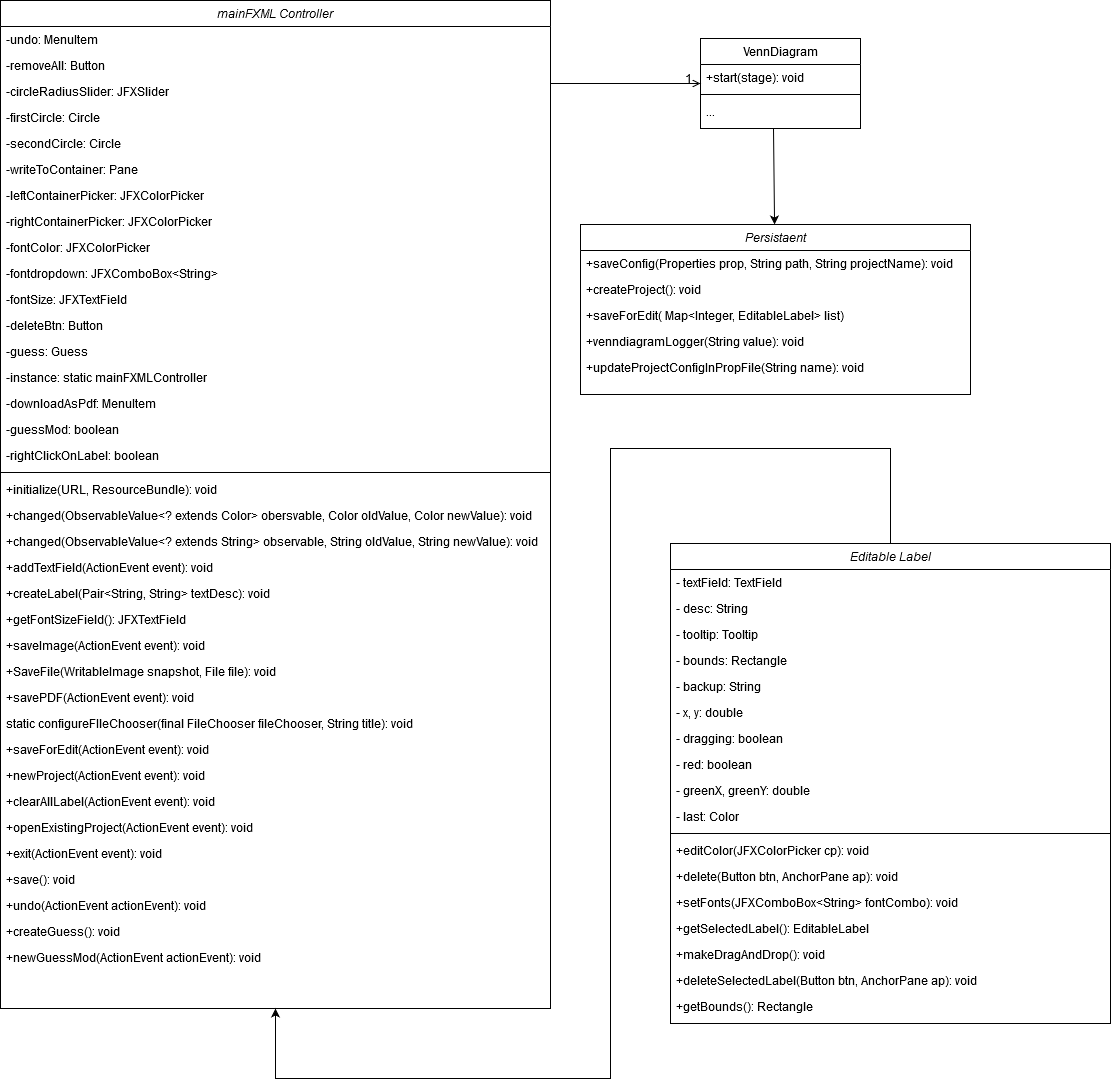 mainFXML Controller
-undo: MenuItem
-removeAll: Button
-circleRadiusSlider: JFXSlider
-firstCircle: Circle
-secondCircle: Circle
-writeToContainer: Pane
-leftContainerPicker: JFXColorPicker
-rightContainerPicker: JFXColorPicker
-fontColor: JFXColorPicker
-fontdropdown: JFXComboBox<String>
-fontSize: JFXTextField
-deleteBtn: Button
-guess: Guess
-instance: static mainFXMLController
-downloadAsPdf: MenuItem
-guessMod: boolean
-rightClickOnLabel: boolean
+initialize(URL, ResourceBundle): void
+changed(ObservableValue<? extends Color> obersvable, Color oldValue, Color newValue): void
+changed(ObservableValue<? extends String> observable, String oldValue, String newValue): void
+addTextField(ActionEvent event): void
+createLabel(Pair<String, String> textDesc): void
+getFontSizeField(): JFXTextField
+saveImage(ActionEvent event): void
+SaveFile(WritableImage snapshot, File file): void
+savePDF(ActionEvent event): void
static configureFIleChooser(final FileChooser fileChooser, String title): void
+saveForEdit(ActionEvent event): void
+newProject(ActionEvent event): void
+clearAllLabel(ActionEvent event): void
+openExistingProject(ActionEvent event): void
+exit(ActionEvent event): void
+save(): void
+undo(ActionEvent actionEvent): void
+createGuess(): void
+newGuessMod(ActionEvent actionEvent): void
1
VennDiagram
+start(stage): void
...
Persistaent
+saveConfig(Properties prop, String path, String projectName): void
+createProject(): void
+saveForEdit( Map<Integer, EditableLabel> list)
+venndiagramLogger(String value): void
+updateProjectConfigInPropFile(String name): void
Editable Label
- textField: TextField
- desc: String
- tooltip: Tooltip
- bounds: Rectangle
- backup: String
- x, y: double
- dragging: boolean
- red: boolean
- greenX, greenY: double
- last: Color
+editColor(JFXColorPicker cp): void
+delete(Button btn, AnchorPane ap): void
+setFonts(JFXComboBox<String> fontCombo): void
+getSelectedLabel(): EditableLabel
+makeDragAndDrop(): void
+deleteSelectedLabel(Button btn, AnchorPane ap): void
+getBounds(): Rectangle